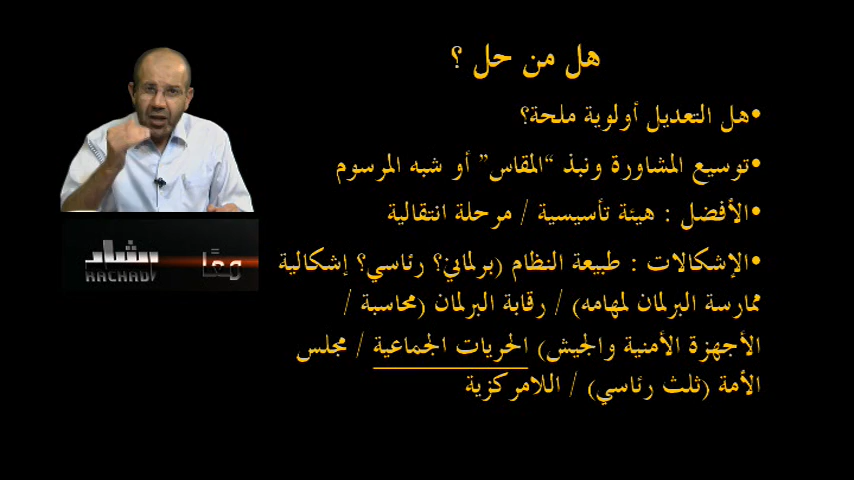 هل من حل ؟
•هل التعديل أولوية ملحة؟
•توسيع المشاورة ونبذ “المقاس” أو شبه المرسوم
•الأفضل : هيئة تأسيسية / مرحلة انتقالية
•الإشكالات : طبيعة النظام (برلماني؟ رئاسي؟ إشكالية
ممارسة البرلمان لمهامه) / رقابة البرلمان (محاسبة /
الأجهزة الأمنية والجيش) الحريات الجماعية / مجلس
الأمة (ثلث رئاسي) / اللامركزية
معًا رشاد
RACHAD